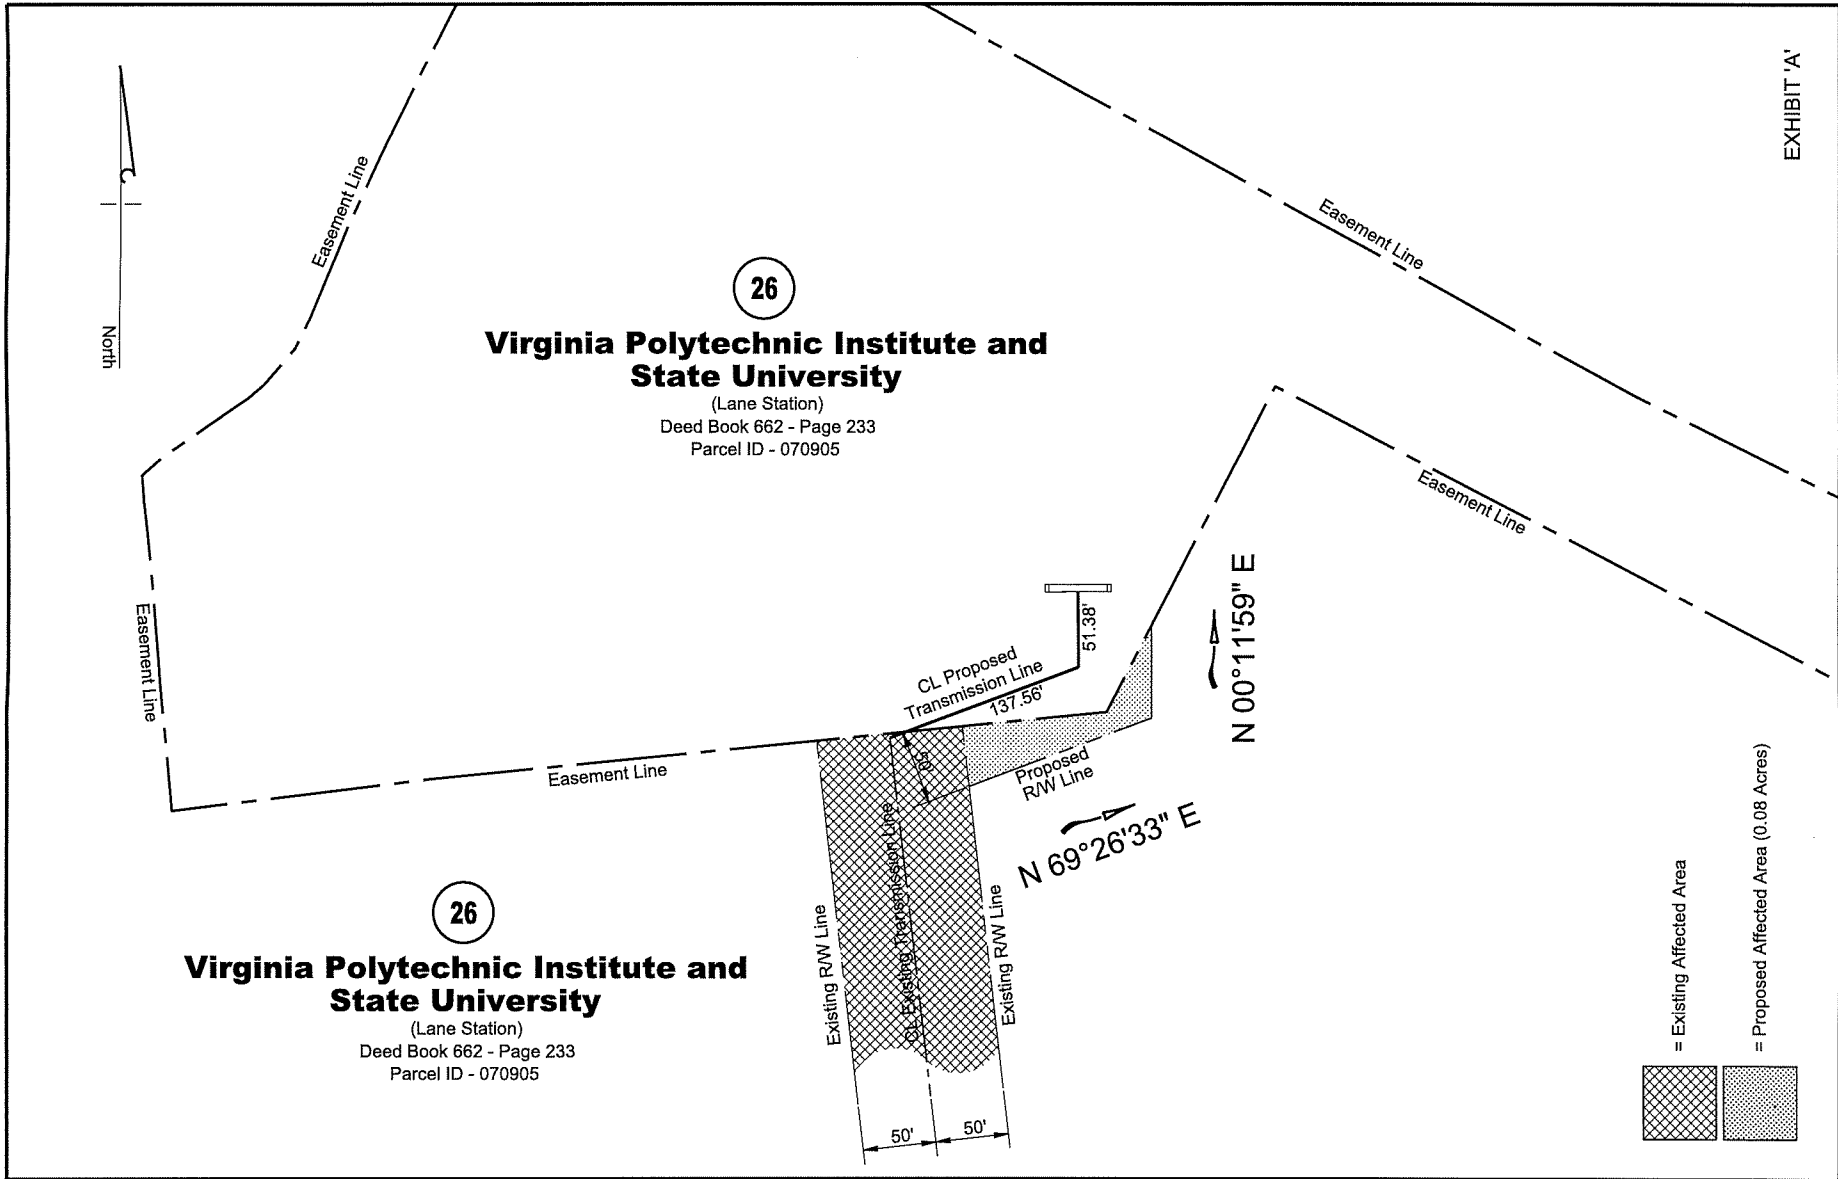 EXHIBIT 'A'
North
Easement Line
Easement Line
26
Virginia Polytechnic Institute and
State University
(Lane Station)
Deed Book 662 - Page 233
Parcel ID - 070905
Easement Line
Easement Line
Easement Line
51.38'
CL Proposed
Transmission Line
137.56'
N 00°11'59" E
50'
Proposed
R/W Line
N 69°26'33" E
26
Virginia Polytechnic Institute and
State University
(Lane Station)
Deed Book 662 - Page 233
Parcel ID - 070905
Existing R/W Line
CL Existing Transmission Line
Existing R/W Line
50'
50'
= Existing Affected Area
= Proposed Affected Area (0.08 Acres)